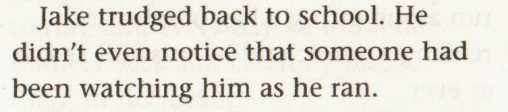 Jake trudged back to school. He
didn't even notice that someone had
been watching him as he ran.